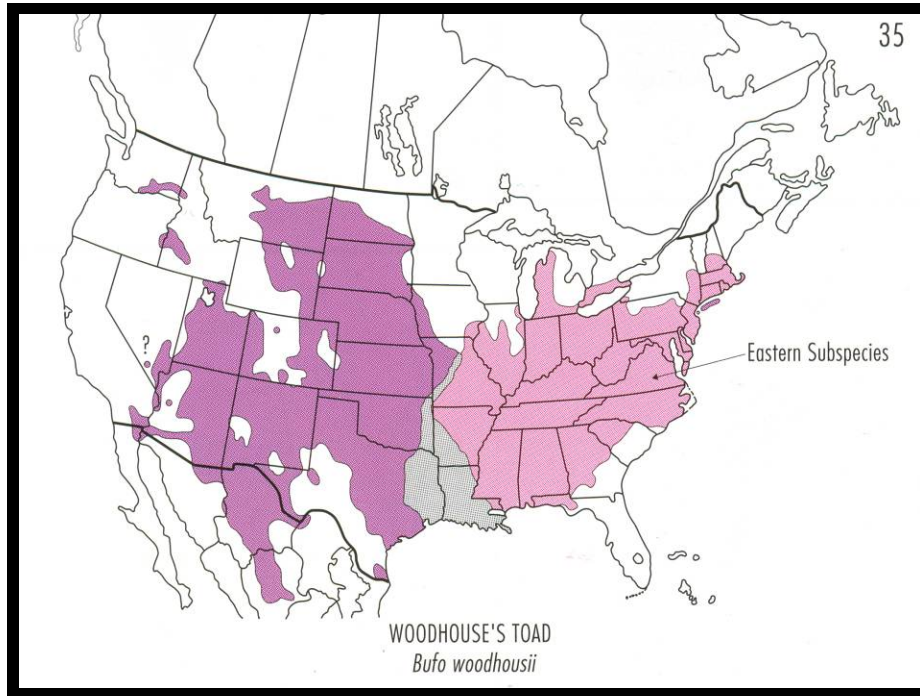 35
?
Eastern Subspecies
WOODHOUSE'S TOAD
Bufo woodhousii